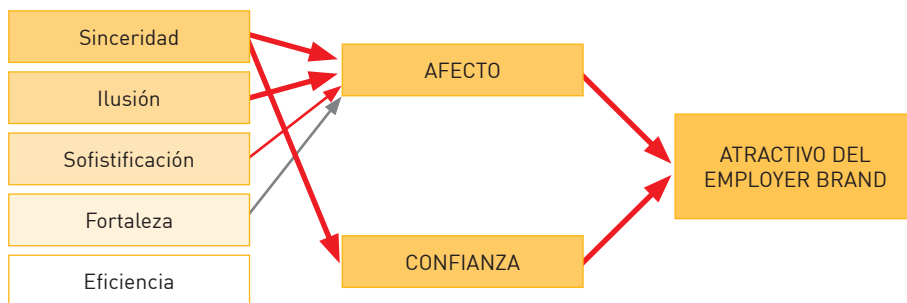 Sinceridad
Ilusión
Sofistificación
Fortaleza
Eficiencia
AFECTO
CONFIANZA
ATRACTIVO DEL
EMPLOYER BRAND